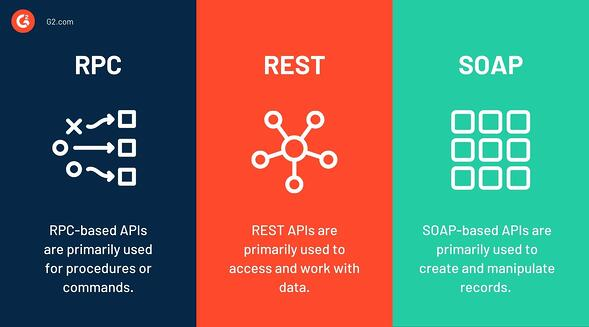 G2.com
RPC
RPC-based APIs
are primarily used
for procedures or
commands.
REST
REST APIs are
primarily used to
access and work with
data.
SOAP
SOAP-based APIs are
primarily used to
create and manipulate
records.